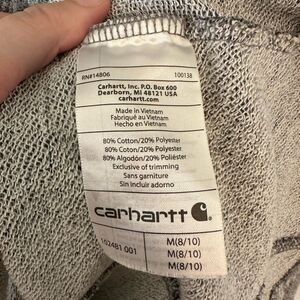 RN#14806 100138
Carhartt, Inc. P.O. Box 600
Dearborn, MI 48121 USA
carhartt.com
Made in Vietnam
Fabriqué au Vietnam
Hecho en Vietnam
80% Cotton/20% Polyester
80% Coton/20% Polyester
80% Algodón/20% Poliéster
Exclusive of trimming
Sans garniture
Sin incluir adorno
carhartt
102481 001 M(8/10)
M(8/10)
M(8/10)